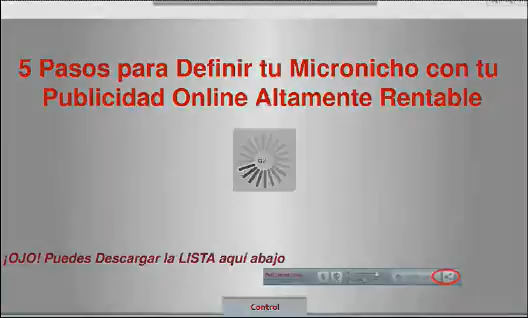 5 Pasos para Definir tu Micronicho con tu
Publicidad Online Altamente Rentable
¡OJO! Puedes Descargar la LISTA aquí abajo
Control